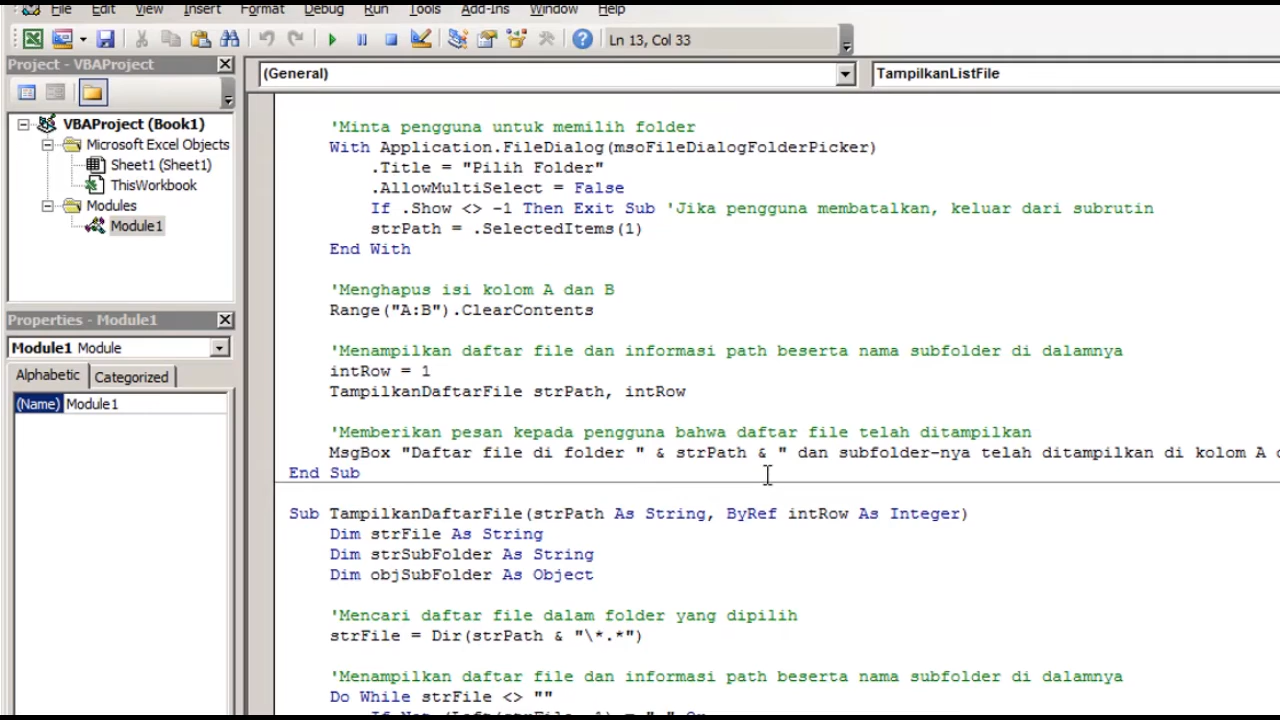 File Edit View Insert Format Debug Run Tools Add-Ins Window Help
Ln 13, Col 33
Project - VBAProject
(General)
TampilkanListFile
VBAProject (Book1)
Microsoft Excel Objects
Sheet1 (Sheet1)
ThisWorkbook
Modules
Module1
Properties - Module1
Module1 Module
Alphabetic Categorized
(Name) Module1
'Minta pengguna untuk memilih folder
With Application.FileDialog(msoFileDialogFolderPicker)
.Title = "Pilih Folder"
.AllowMultiSelect = False
If .Show <> -1 Then Exit Sub 'Jika pengguna membatalkan, keluar dari subrutin
strPath = .SelectedItems(1)
End With
'Menghapus isi kolom A dan B
Range("A:B").ClearContents
'Menampilkan daftar file dan informasi path beserta nama subfolder di dalamnya
intRow = 1
TampilkanDaftarFile strPath, intRow
'Memberikan pesan kepada pengguna bahwa daftar file telah ditampilkan
MsgBox "Daftar file di folder " & strPath & " dan subfolder-nya telah ditampilkan di kolom A
End Sub
Sub TampilkanDaftarFile(strPath As String, ByRef intRow As Integer)
Dim strFile As String
Dim strSubFolder As String
Dim objSubFolder As Object
'Mencari daftar file dalam folder yang dipilih
strFile = Dir(strPath & "\*.*")
'Menampilkan daftar file dan informasi path beserta nama subfolder di dalamnya
Do While strFile <> ""